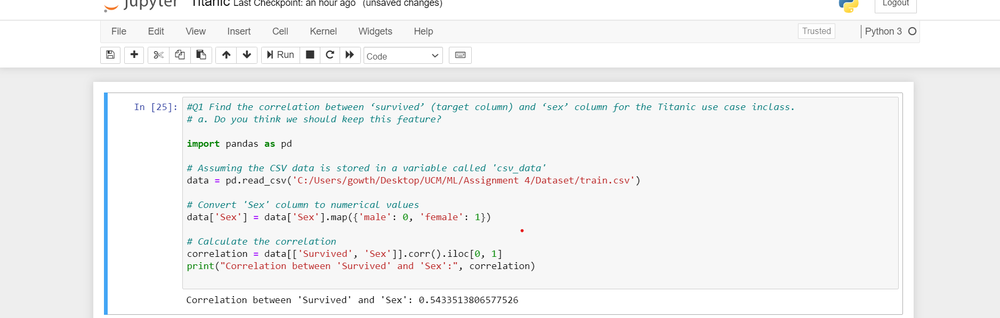 jupyter Titanic Last Checkpoint: an hour ago (unsaved changes)
Logout
File Edit View Insert Cell Kernel Widgets Help Trusted Python 3
Run Code
In [25]: #Q1 Find the correlation between ‘survived’ (target column) and ‘sex’ column for the Titanic use case inclass.
# a. Do you think we should keep this feature?
import pandas as pd
# Assuming the CSV data is stored in a variable called 'csv_data'
data = pd.read_csv('C:/Users/gowth/Desktop/UCM/ML/Assignment 4/Dataset/train.csv')
# Convert 'Sex' column to numerical values
data['Sex'] = data['Sex'].map({'male': 0, 'female': 1})
# Calculate the correlation
correlation = data[['Survived', 'Sex']].corr().iloc[0, 1]
print("Correlation between 'Survived' and 'Sex':", correlation)
Correlation between 'Survived' and 'Sex': 0.5433513806577526